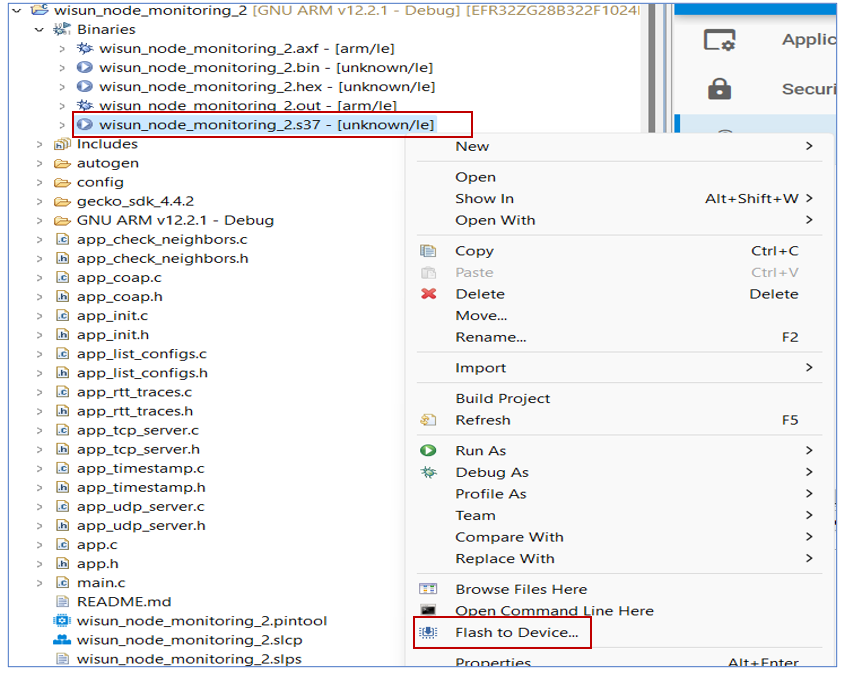 wisun_node_monitoring_2 [GNU ARM v12.2.1 - Debug] [EFR32ZG28B322F1024I
Binaries
wisun_node_monitoring_2.axf - [arm/le]
wisun_node_monitoring_2.bin - [unknown/le]
wisun_node_monitoring_2.hex - [unknown/le]
wisun_node_monitoring_2.out - [arm/le]
wisun_node_monitoring_2.s37 - [unknown/le]
Includes
autogen
config
gecko_sdk_4.4.2
GNU ARM v12.2.1 - Debug
app_check_neighbors.c
app_check_neighbors.h
app_coap.c
app_coap.h
app_init.c
app_init.h
app_list_configs.c
app_list_configs.h
app_rtt_traces.c
app_rtt_traces.h
app_tcp_server.c
app_tcp_server.h
app_timestamp.c
app_timestamp.h
app_udp_server.c
app_udp_server.h
app.c
app.h
main.c
README.md
wisun_node_monitoring_2.pintool
wisun_node_monitoring_2.slcp
wisun_node_monitoring_2.slps
Applic
Securi
New
Open
Show In Alt+Shift+W
Open With
Copy Ctrl+C
Paste Ctrl+V
Delete Delete
Move...
Rename... F2
Import
Build Project
Refresh F5
Run As
Debug As
Profile As
Team
Compare With
Replace With
Browse Files Here
Open Command Line Here
Flash to Device...
Properties Alt+Enter